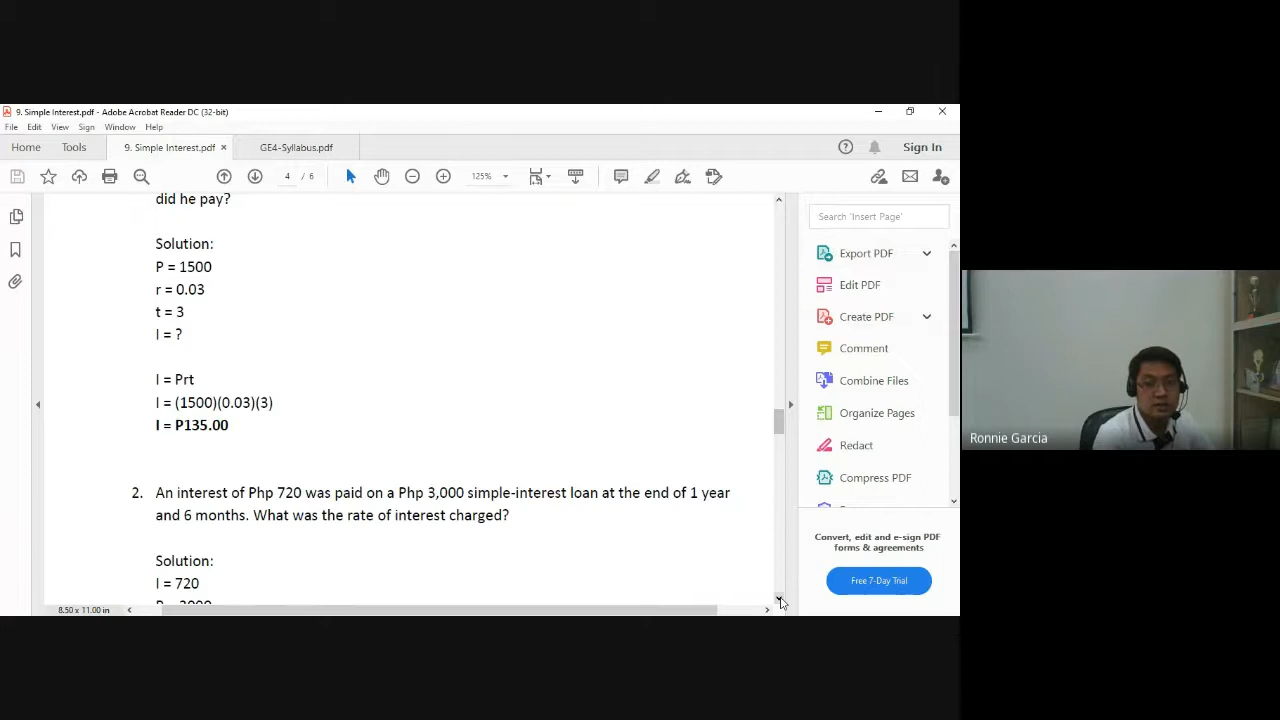 9. Simple Interest.pdf - Adobe Acrobat Reader DC (32-bit)
File Edit View Sign Window Help
Home Tools 9. Simple Interest.pdf × GE4-Syllabus.pdf Sign In
4 / 6 125%
did he pay?
Solution:
P = 1500
r = 0.03
t = 3
I = ?
I = Prt
I = (1500)(0.03)(3)
I = P135.00
2. An interest of Php 720 was paid on a Php 3,000 simple-interest loan at the end of 1 year
and 6 months. What was the rate of interest charged?
Solution:
I = 720
8.50 x 11.00 in
Search 'Insert Page'
Export PDF
Edit PDF
Create PDF
Comment
Combine Files
Organize Pages
Redact
Compress PDF
Convert, edit and e-sign PDF
forms & agreements
Free 7-Day Trial
Ronnie Garcia